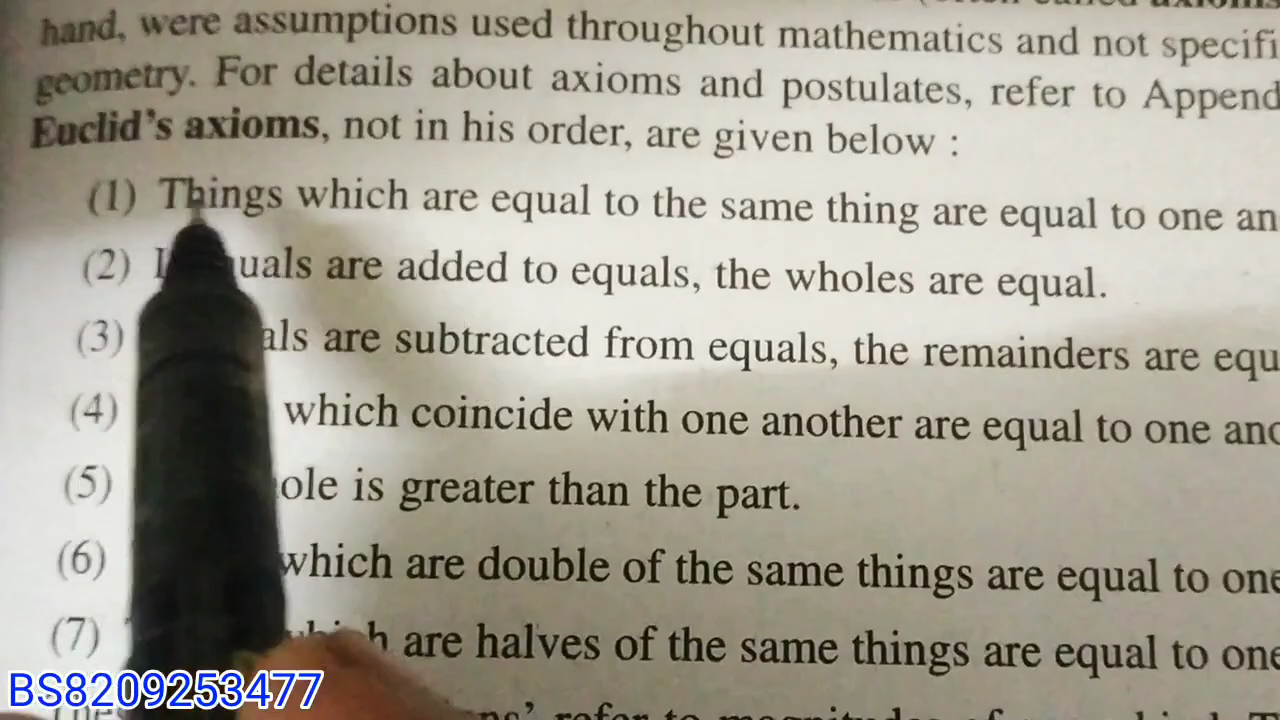 hand, were assumptions used throughout mathematics and not specifi
geometry. For details about axioms and postulates, refer to Append
Euclid's axioms, not in his order, are given below :
(1) Things which are equal to the same thing are equal to one an
(2) uals are added to equals, the wholes are equal.
(3) als are subtracted from equals, the remainders are equ
(4) which coincide with one another are equal to one
(5) ole is greater than the part.
(6) which are double of the same things are equal to one
(7) which are halves of the same things are equal to one
BS8209253477
refer to magnitudes of